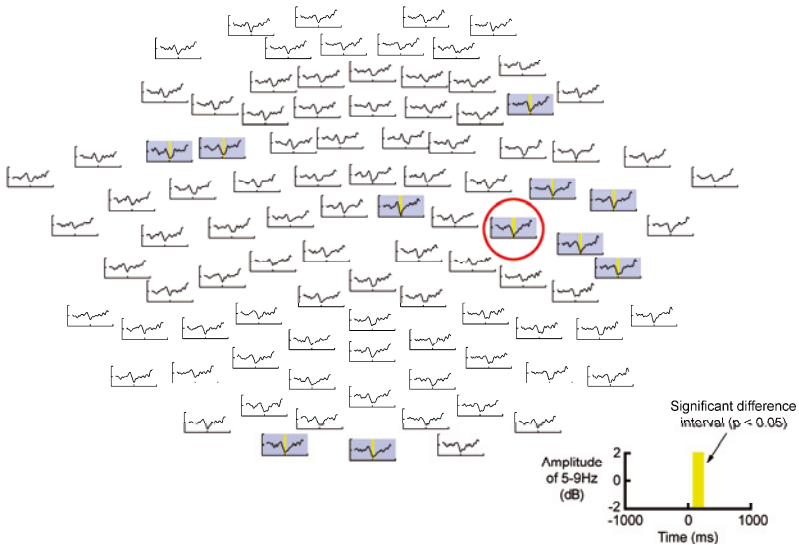 Significant difference
interval (p < 0.05)
Amplitude
of 5-9Hz
(dB)
2
0
-2
-1000 0 1000
Time (ms)